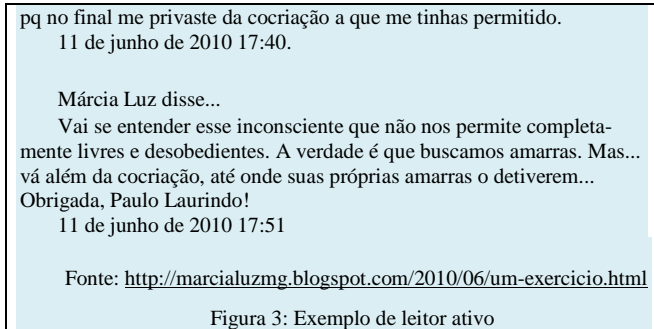 pq no final me privaste da cocriação a que me tinhas permitido.
11 de junho de 2010 17:40.
Márcia Luz disse...
Vai se entender esse inconsciente que não nos permite completa-
mente livres e desobedientes. A verdade é que buscamos amarras. Mas...
vá além da cocriação, até onde suas próprias amarras o detiverem...
Obrigada, Paulo Laurindo!
11 de junho de 2010 17:51
Fonte: http://marcialuzmg.blogspot.com/2010/06/um-exercicio.html
Figura 3: Exemplo de leitor ativo